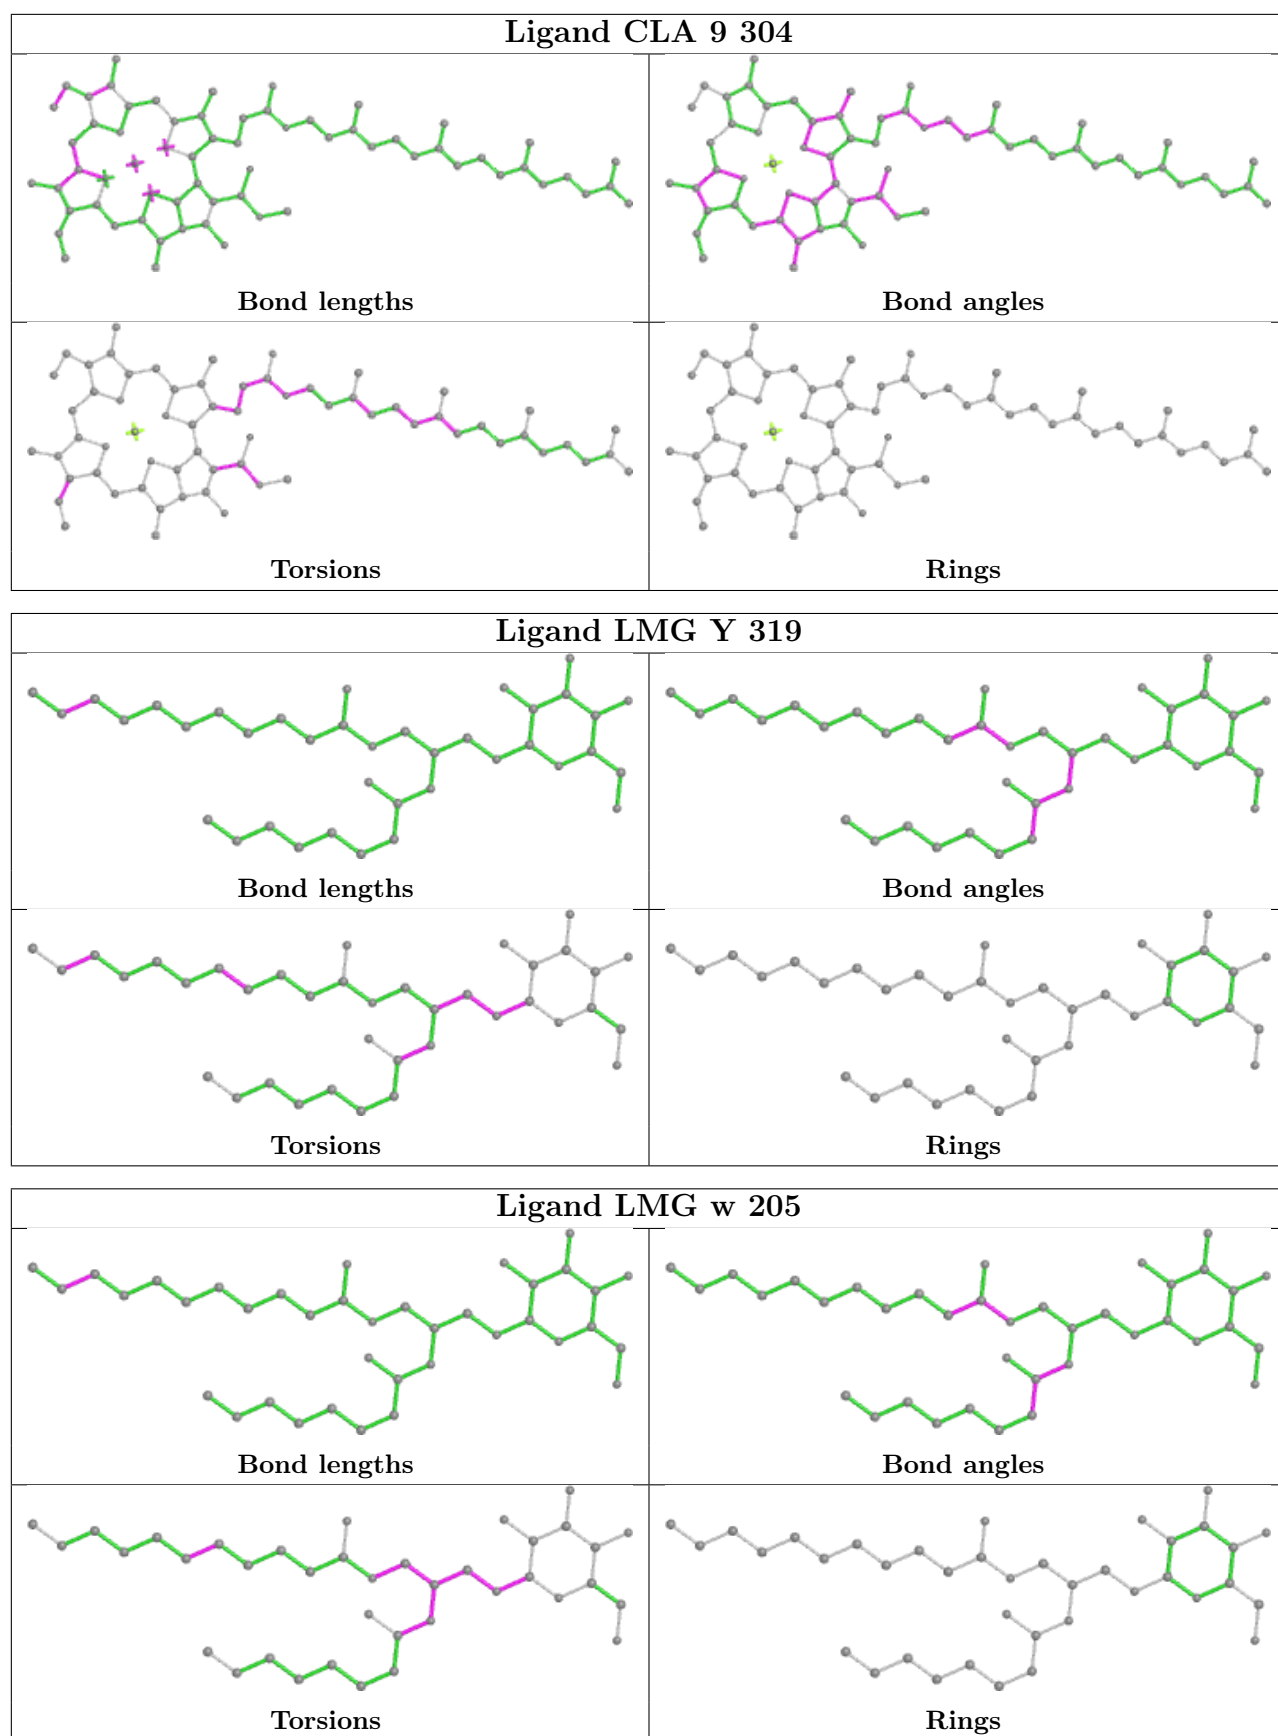 Ligand CLA 9 304
Bond lengths
Bond angles
Torsions
Rings
Ligand LMG Y 319
Bond lengths
Bond angles
Torsions
Rings
Ligand LMG w 205
Bond lengths
Bond angles
Torsions
Rings